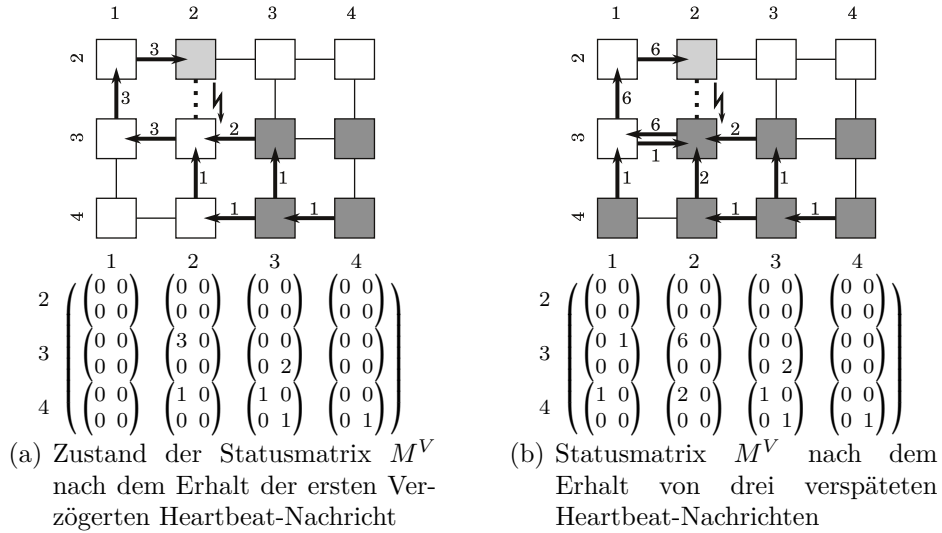 1 2 3 4
2 3
3
3 3 2
1 1
4 1 1
1 2 3 4
0 0 0 0 0 0 0 0
2
0 0 0 0 0 0 0 0
0 0 3 0 0 0 0 0
3
0 0 0 0 0 2 0 0
0 0 1 0 1 0 0 0
4
0 0 0 0 0 1 0 1
(a) Zustand der Statusmatrix M^V
nach dem Erhalt der ersten Ver-
zögerten Heartbeat-Nachricht
1 2 3 4
2 6
6
3 6 2
1
1 2 1
4 1 1
1 2 3 4
0 0 0 0 0 0 0 0
2
0 0 0 0 0 0 0 0
0 1 6 0 0 0 0 0
3
0 0 0 0 0 2 0 0
1 0 2 0 1 0 0 0
4
0 0 0 0 0 1 0 1
(b) Statusmatrix M^V nach dem
Erhalt von drei verspäteten
Heartbeat-Nachrichten